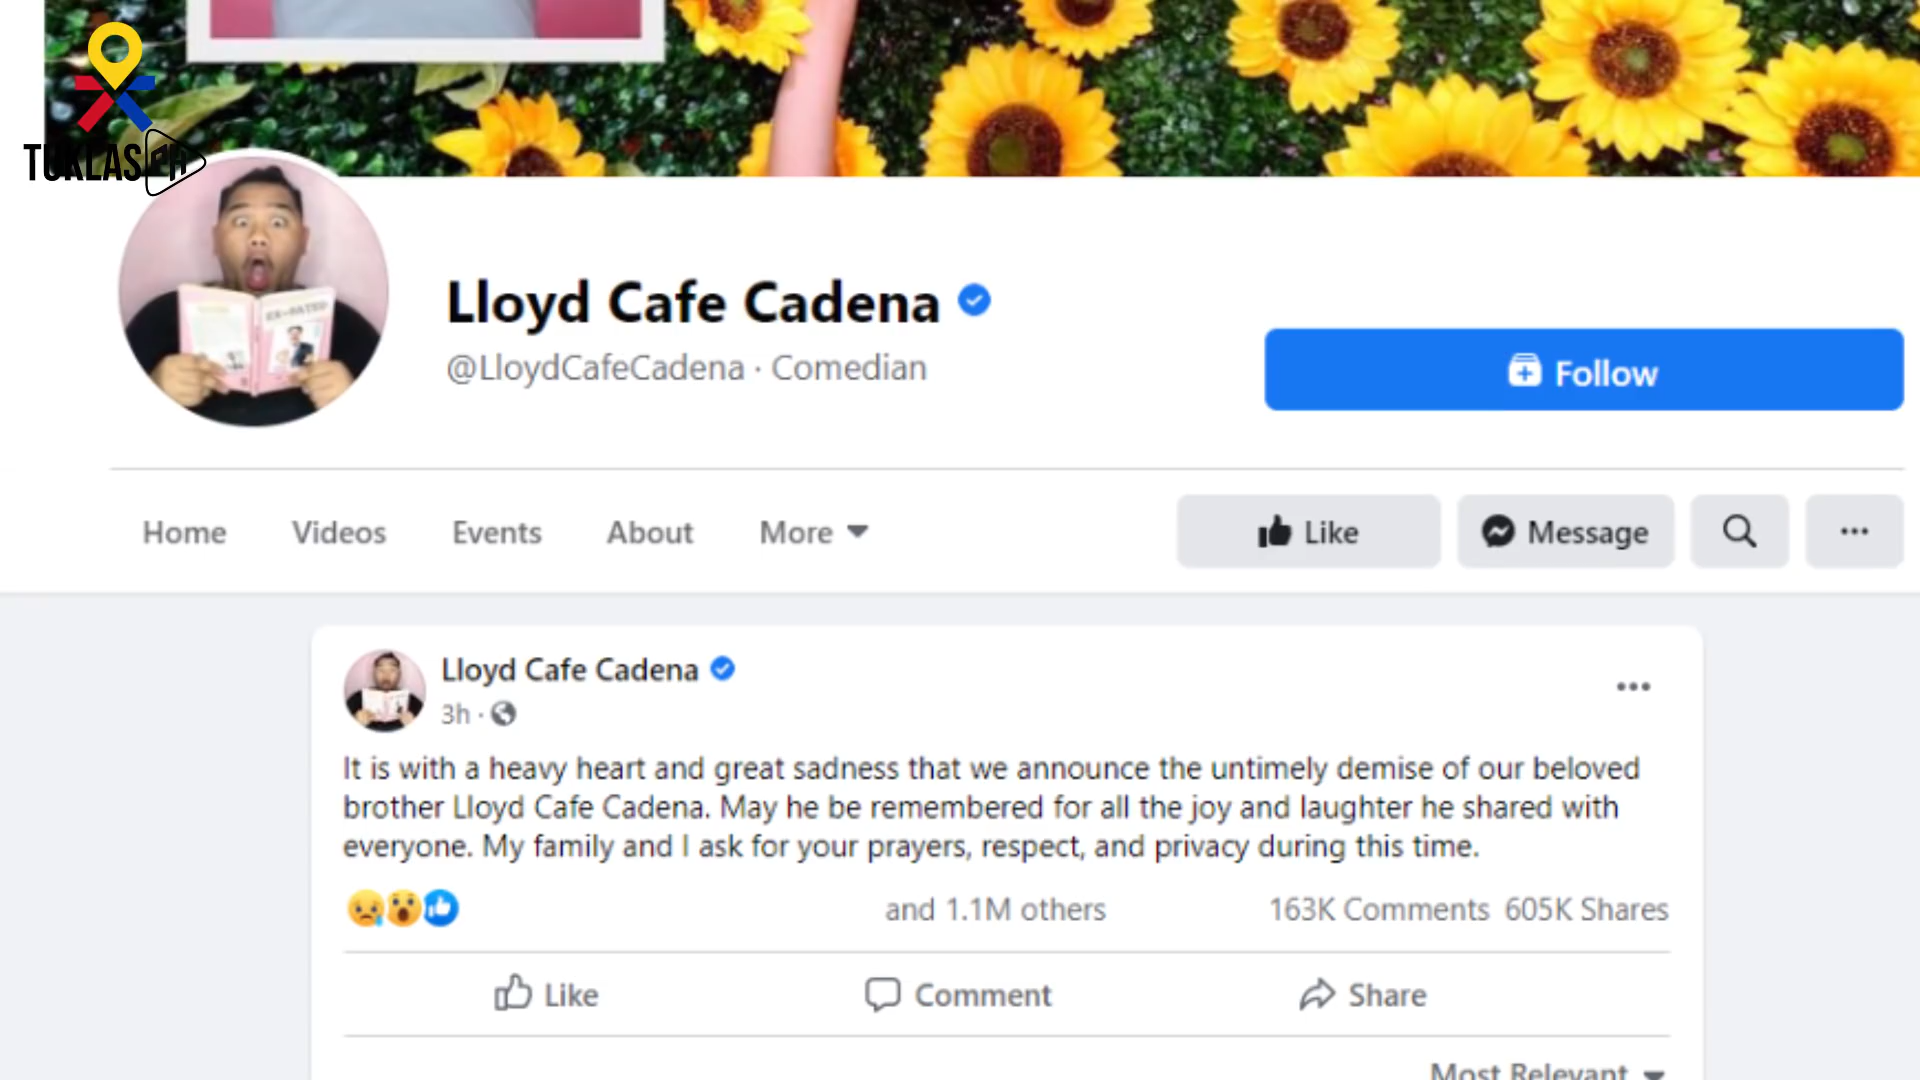 TUKLAS PH
EX-PATED
Lloyd Cafe Cadena
@LloydCafeCadena · Comedian
Follow
Home Videos Events About More
Like Message
Lloyd Cafe Cadena
3h ·
It is with a heavy heart and great sadness that we announce the untimely demise of our beloved
brother Lloyd Cafe Cadena. May he be remembered for all the joy and laughter he shared with
everyone. My family and I ask for your prayers, respect, and privacy during this time.
and 1.1M others 163K Comments 605K Shares
Like Comment Share
Most Relevant